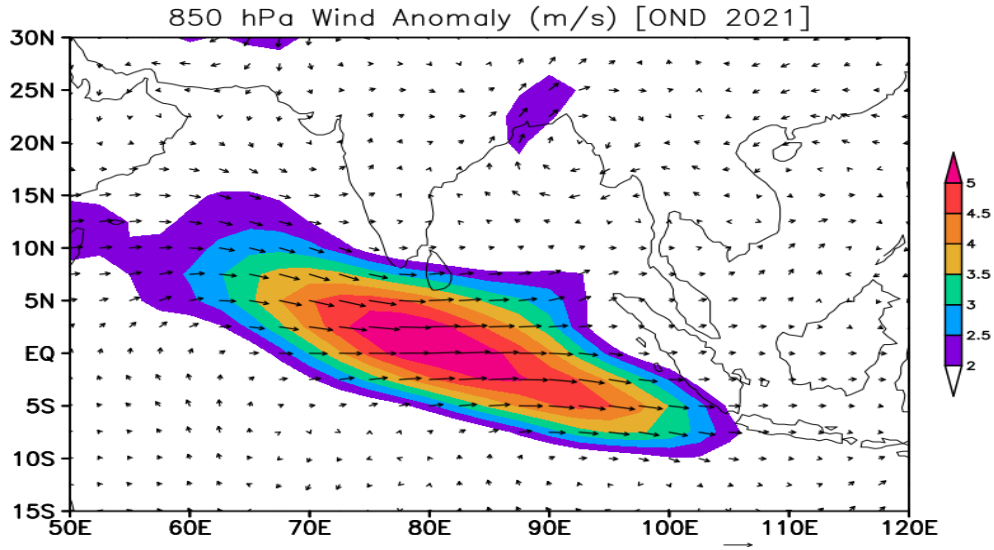 850 hPa Wind Anomaly (m/s) [OND 2021]
30N
25N
20N
15N
10N
5N
EQ
5S
10S
15S
50E 60E 70E 80E 90E 100E 110E 120E
5
4.5
4
3.5
3
2.5
2